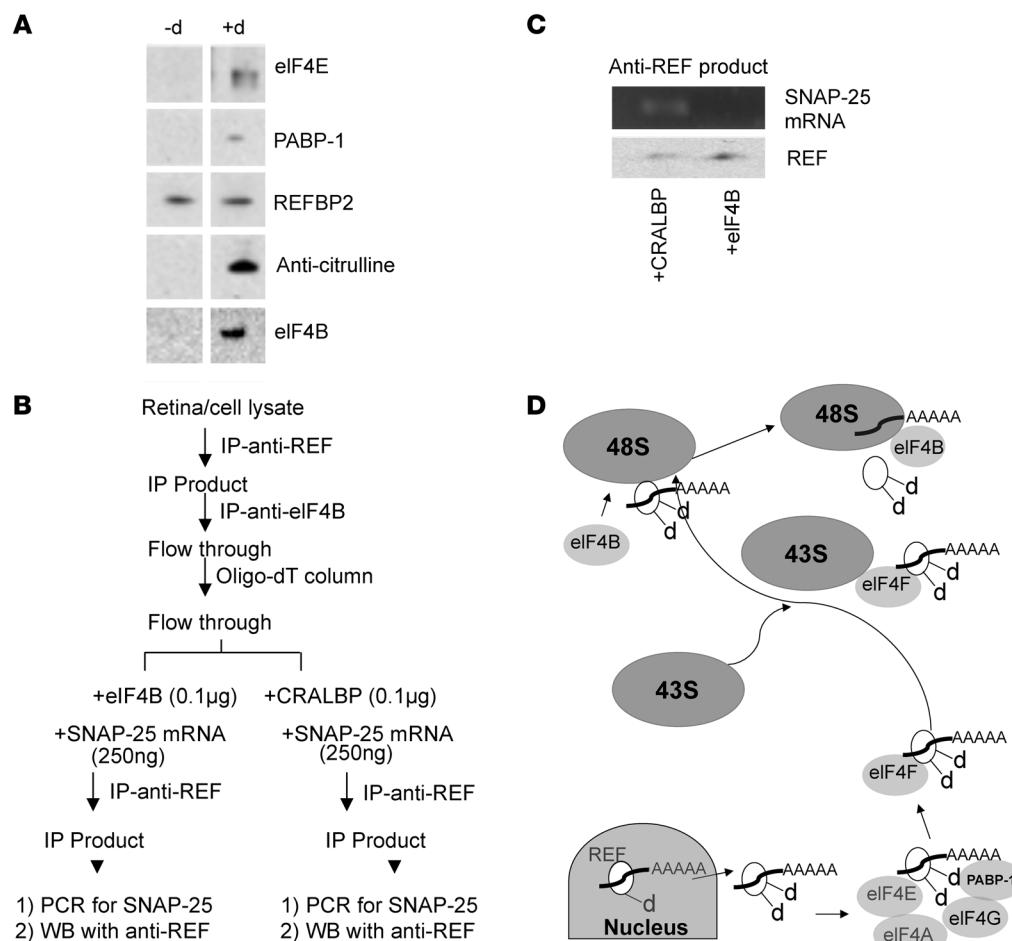 A
-d +d
eIF4E
PABP-1
REFBP2
Anti-citrulline
eIF4B
B
Retina/cell lysate
IP-anti-REF
IP Product
IP-anti-eIF4B
Flow through
Oligo-dT column
Flow through
+eIF4B (0.1µg) +CRALBP (0.1µg)
+SNAP-25 mRNA +SNAP-25 mRNA
(250ng) (250ng)
IP-anti-REF IP-anti-REF
IP Product IP Product
1) PCR for SNAP-25 1) PCR for SNAP-25
2) WB with anti-REF 2) WB with anti-REF
C
Anti-REF product
SNAP-25
mRNA
REF
+CRALBP
+eIF4B
D
48S
AAAAA
d
d
eIF4B
48S
AAAAA
eIF4B
d
d
43S
AAAAA
eIF4F
d
d
43S
AAAAA
eIF4F
d
d
REF
AAAAA
d
Nucleus
AAAAA
d
AAAAA
d
PABP-1
eIF4E
d
eIF4G
eIF4A